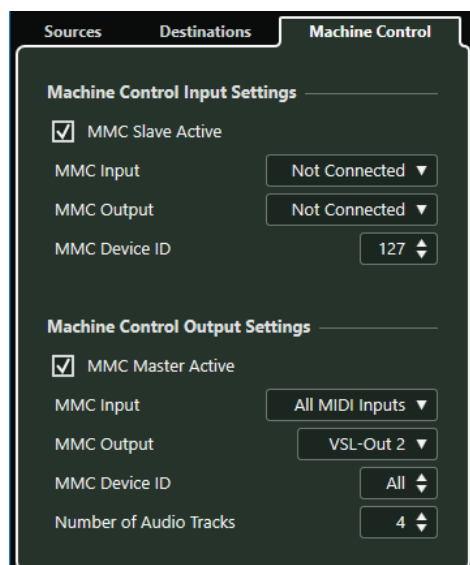 Sources Destinations Machine Control
Machine Control Input Settings
MMC Slave Active
MMC Input Not Connected
MMC Output Not Connected
MMC Device ID 127
Machine Control Output Settings
MMC Master Active
MMC Input All MIDI Inputs
MMC Output VSL-Out 2
MMC Device ID All
Number of Audio Tracks 4